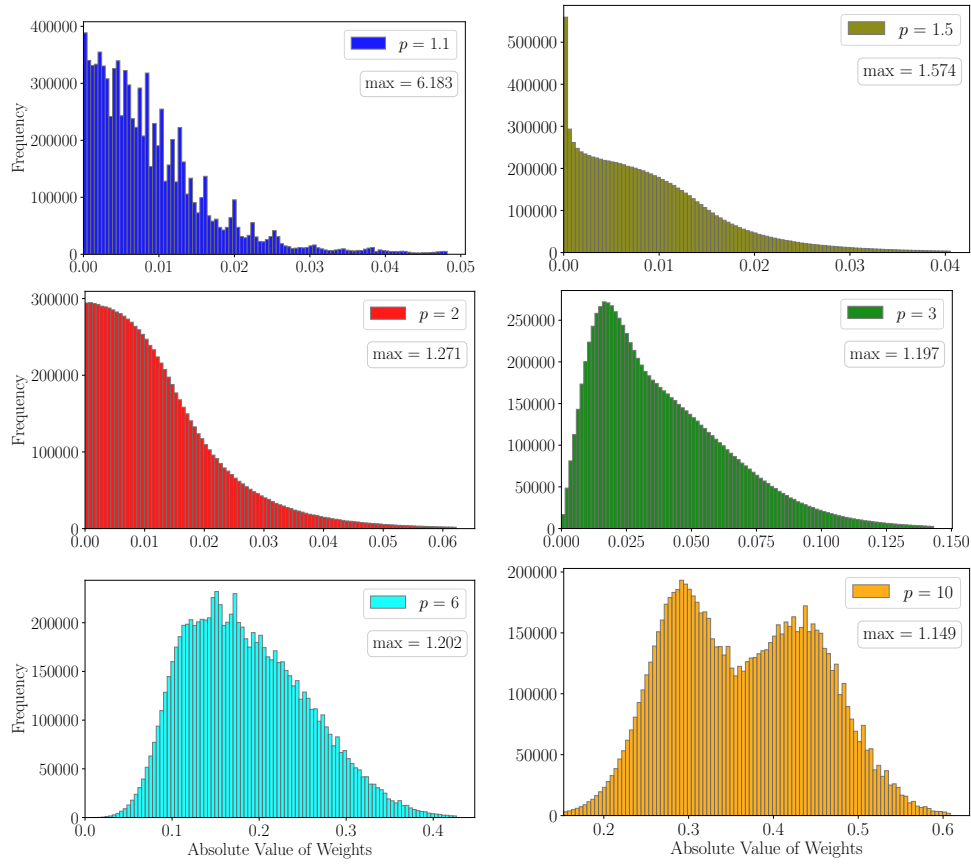 p = 1.1
max = 6.183
Frequency
400000
300000
200000
100000
0
0.00 0.01 0.02 0.03 0.04 0.05
p = 1.5
max = 1.574
500000
400000
300000
200000
100000
0
0.00 0.01 0.02 0.03 0.04
p = 2
max = 1.271
Frequency
300000
200000
100000
0
0.00 0.01 0.02 0.03 0.04 0.05 0.06
p = 3
max = 1.197
250000
200000
150000
100000
50000
0
0.000 0.025 0.050 0.075 0.100 0.125 0.150
p = 6
max = 1.202
Frequency
200000
150000
100000
50000
0
0.0 0.1 0.2 0.3 0.4
Absolute Value of Weights
p = 10
max = 1.149
200000
150000
100000
50000
0
0.2 0.3 0.4 0.5 0.6
Absolute Value of Weights